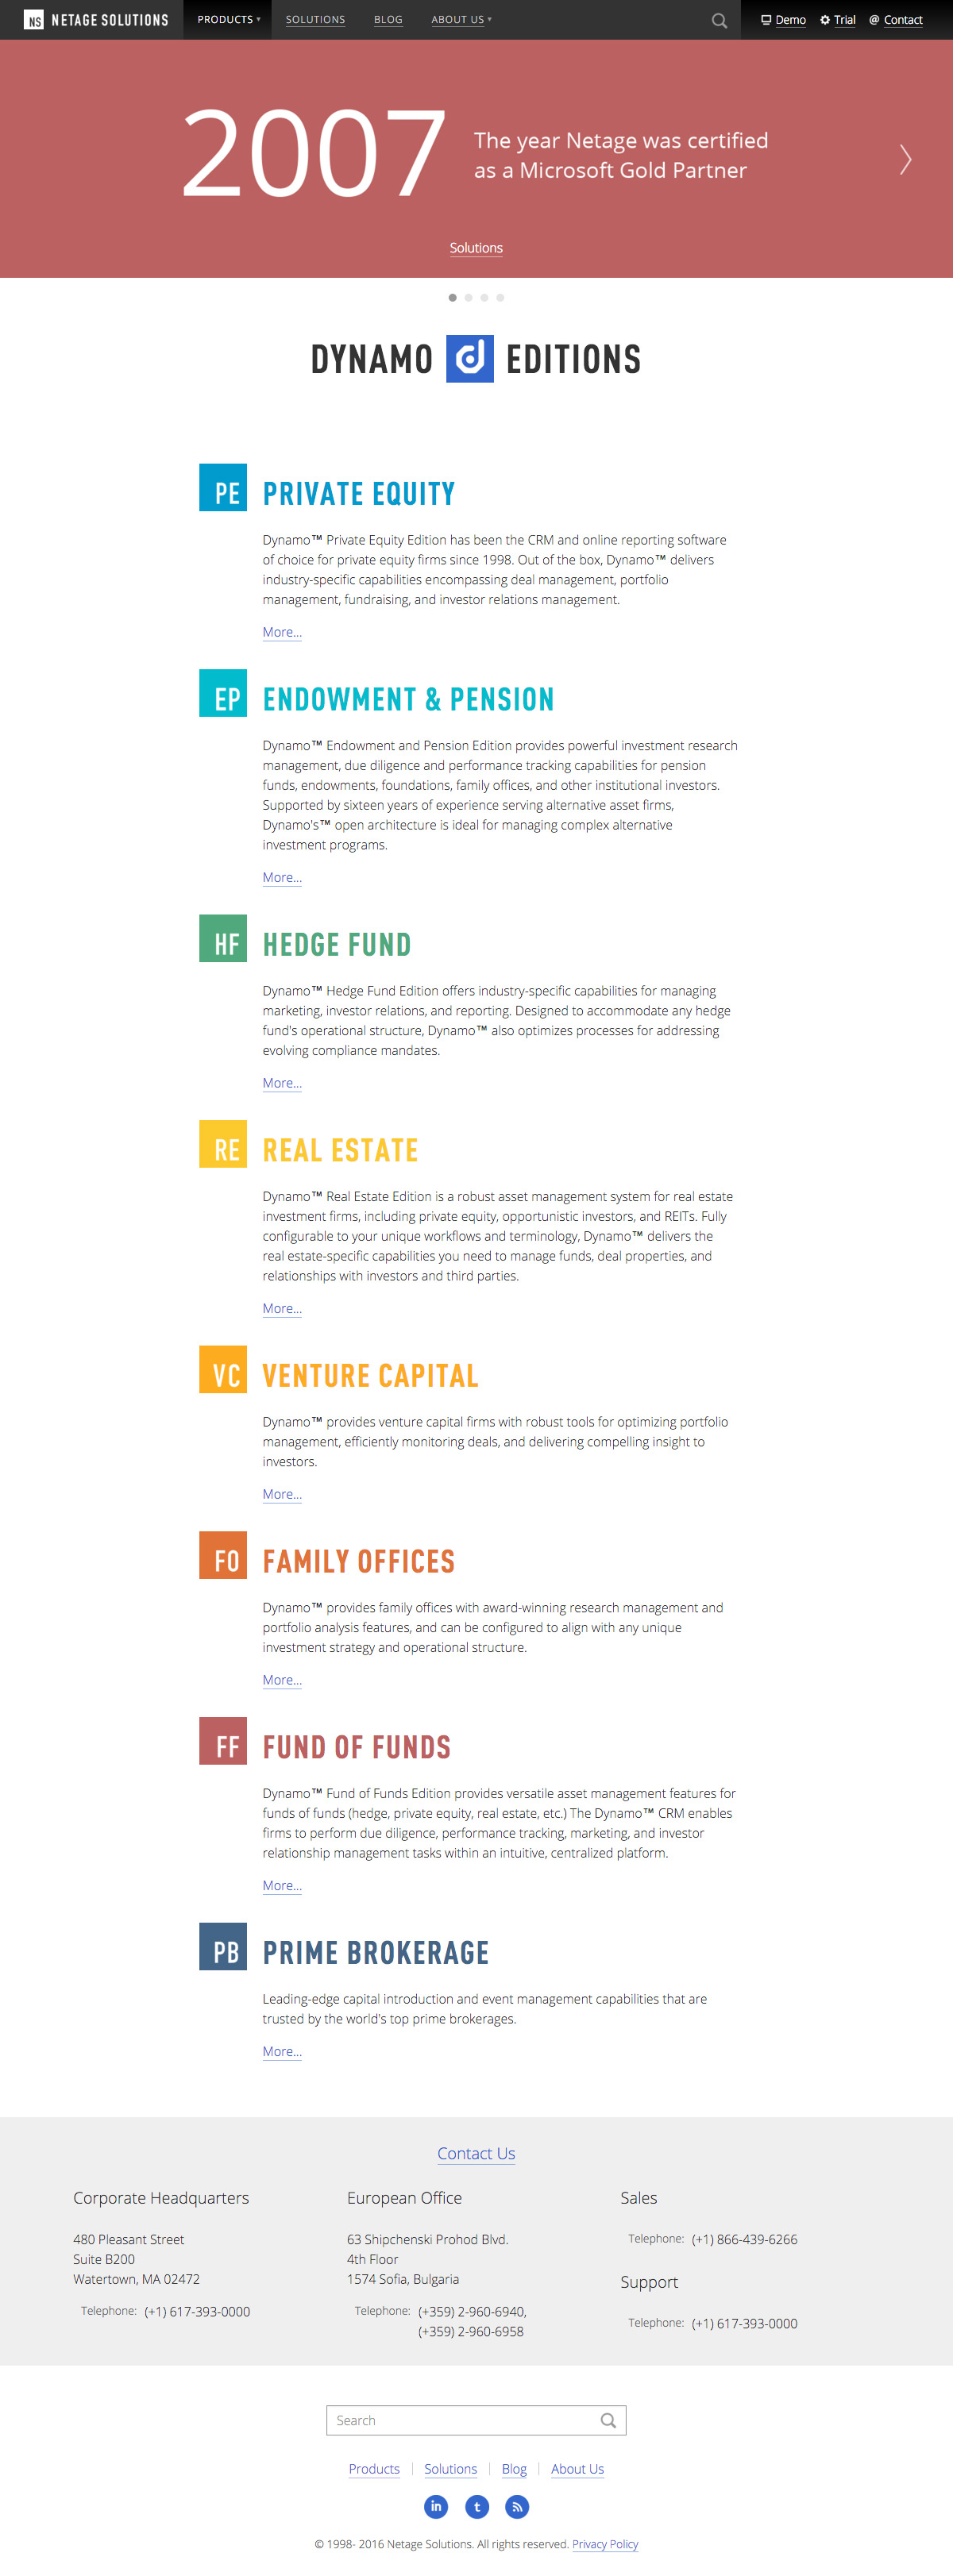 NS NETAGE SOLUTIONS PRODUCTS ▾ SOLUTIONS BLOG ABOUT US ▾ Demo Trial @ Contact
2007
The year Netage was certified
as a Microsoft Gold Partner
Solutions
DYNAMO d EDITIONS
PE PRIVATE EQUITY
Dynamo™ Private Equity Edition has been the CRM and online reporting software
of choice for private equity firms since 1998. Out of the box, Dynamo™ delivers
industry-specific capabilities encompassing deal management, portfolio
management, fundraising, and investor relations management.
More...
EP ENDOWMENT & PENSION
Dynamo™ Endowment and Pension Edition provides powerful investment research
management, due diligence and performance tracking capabilities for pension
funds, endowments, foundations, family offices, and other institutional investors.
Supported by sixteen years of experience serving alternative asset firms,
Dynamo's™ open architecture is ideal for managing complex alternative
investment programs.
More...
HF HEDGE FUND
Dynamo™ Hedge Fund Edition offers industry-specific capabilities for managing
marketing, investor relations, and reporting. Designed to accommodate any hedge
fund's operational structure, Dynamo™ also optimizes processes for addressing
evolving compliance mandates.
More...
RE REAL ESTATE
Dynamo™ Real Estate Edition is a robust asset management system for real estate
investment firms, including private equity, opportunistic investors, and REITs. Fully
configurable to your unique workflows and terminology, Dynamo™ delivers the
real estate-specific capabilities you need to manage funds, deal properties, and
relationships with investors and third parties.
More...
VC VENTURE CAPITAL
Dynamo™ provides venture capital firms with robust tools for optimizing portfolio
management, efficiently monitoring deals, and delivering compelling insight to
investors.
More...
FO FAMILY OFFICES
Dynamo™ provides family offices with award-winning research management and
portfolio analysis features, and can be configured to align with any unique
investment strategy and operational structure.
More...
FF FUND OF FUNDS
Dynamo™ Fund of Funds Edition provides versatile asset management features for
funds of funds (hedge, private equity, real estate, etc.) The Dynamo™ CRM enables
firms to perform due diligence, performance tracking, marketing, and investor
relationship management tasks within an intuitive, centralized platform.
More...
PB PRIME BROKERAGE
Leading-edge capital introduction and event management capabilities that are
trusted by the world's top prime brokerages.
More...
Contact Us
Corporate Headquarters
480 Pleasant Street
Suite B200
Watertown, MA 02472
Telephone: (+1) 617-393-0000
European Office
63 Shipchenski Prohod Blvd.
4th Floor
1574 Sofia, Bulgaria
Telephone: (+359) 2-960-6940,
(+359) 2-960-6958
Sales
Telephone: (+1) 866-439-6266
Support
Telephone: (+1) 617-393-0000
Search
Products Solutions Blog About Us
in t
© 1998- 2016 Netage Solutions. All rights reserved. Privacy Policy